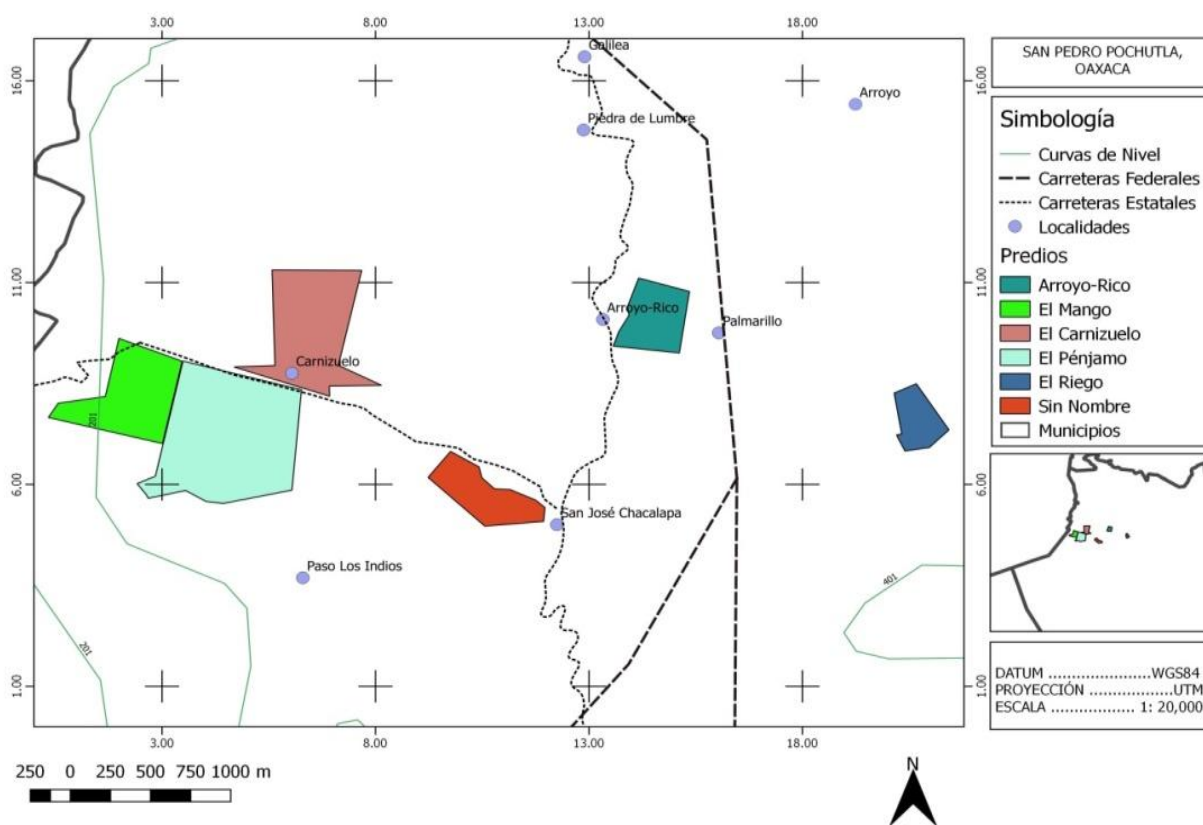 3.00 8.00 13.00 18.00
SAN PEDRO POCHUTLA,
OAXACA
Simbología
Curvas de Nivel
Carreteras Federales
Carreteras Estatales
Localidades
Predios
Arroyo-Rico
El Mango
El Carnizuelo
El Pénjamo
El Riego
Sin Nombre
Municipios
DATUM ......................WGS84
PROYECCIÓN ................UTM
ESCALA ................ 1: 20,000
Galilea
16.00 16.00
Arroyo
Piedra de Lumbre
11.00 11.00
Arroyo-Rico
Palmarillo
Carnizuelo
201
6.00 6.00
San José Chacalapa
Paso Los Indios
401
201
1.00 1.00
3.00 8.00 13.00 18.00
250 0 250 500 750 1000 m
N